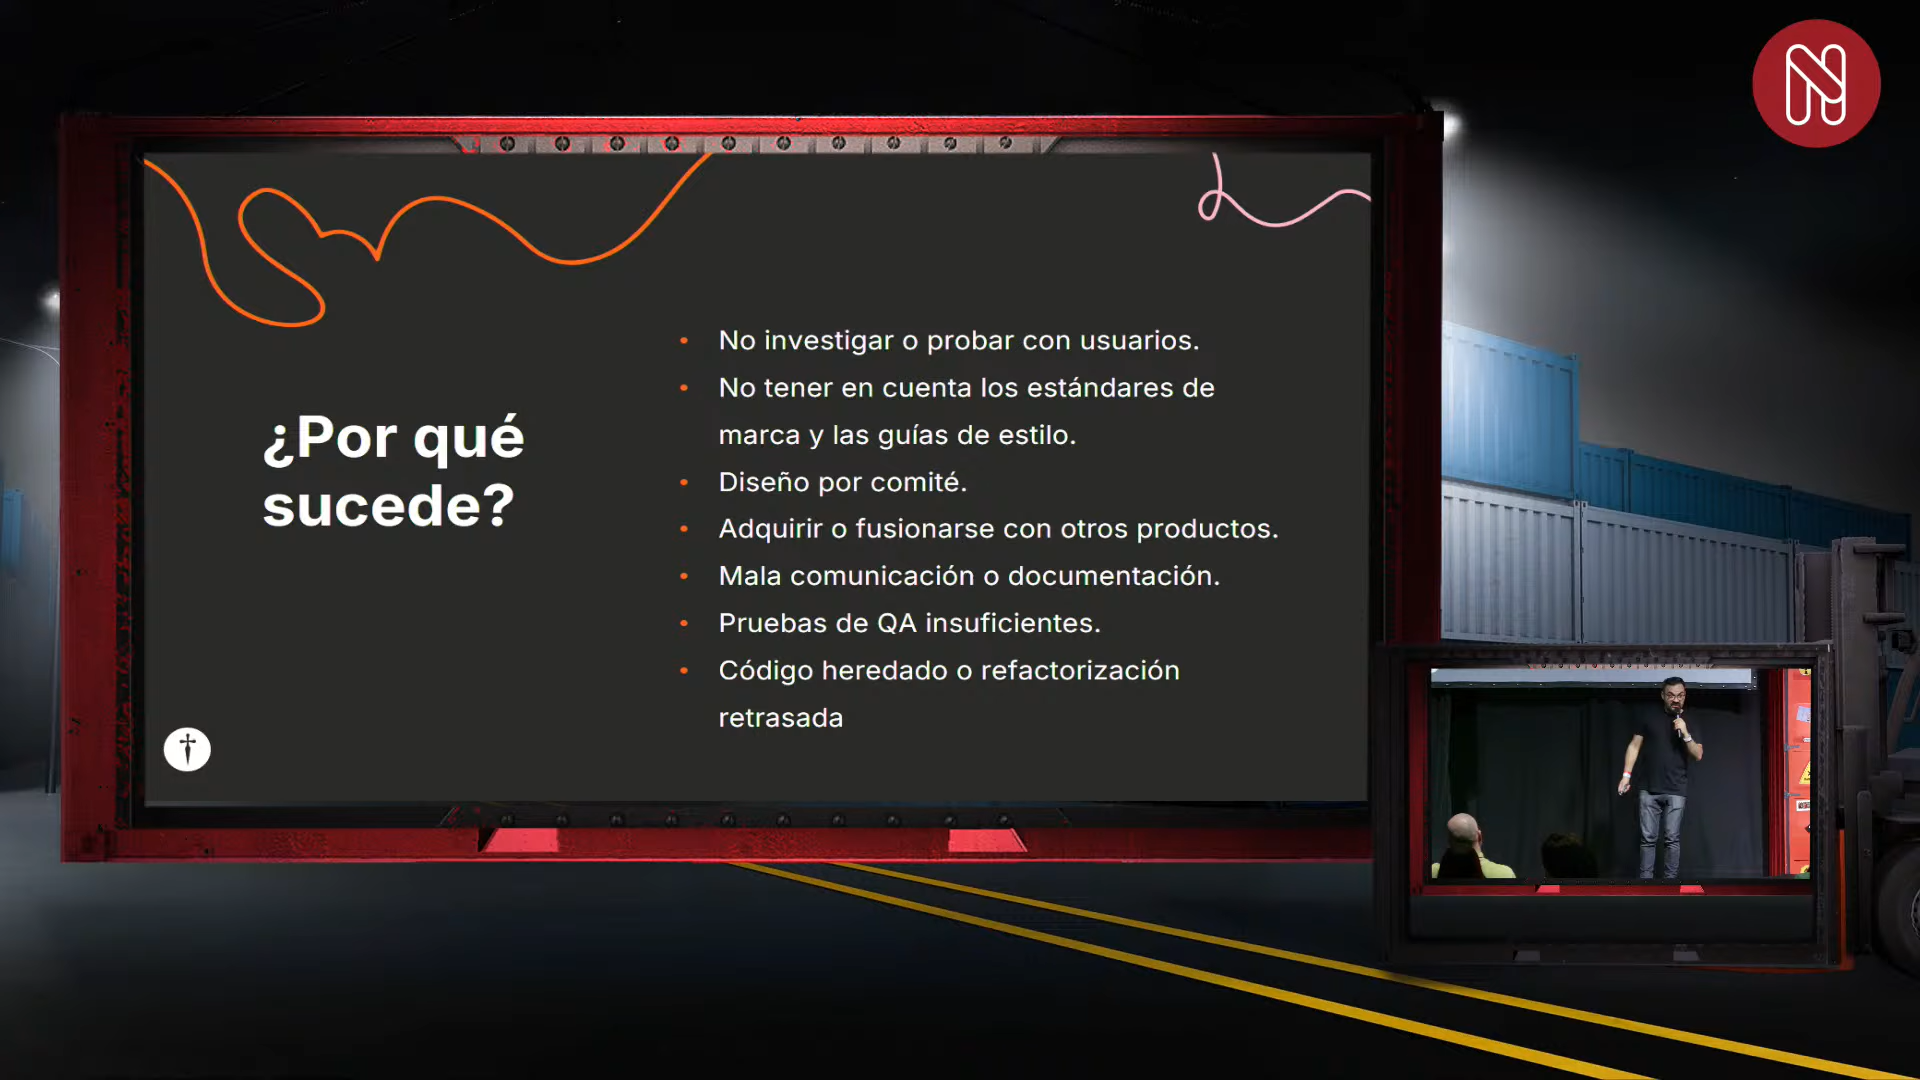 ¿Por qué
sucede?
No investigar o probar con usuarios.
No tener en cuenta los estándares de
marca y las guías de estilo.
Diseño por comité.
Adquirir o fusionarse con otros productos.
Mala comunicación o documentación.
Pruebas de QA insuficientes.
Código heredado o refactorización
retrasada